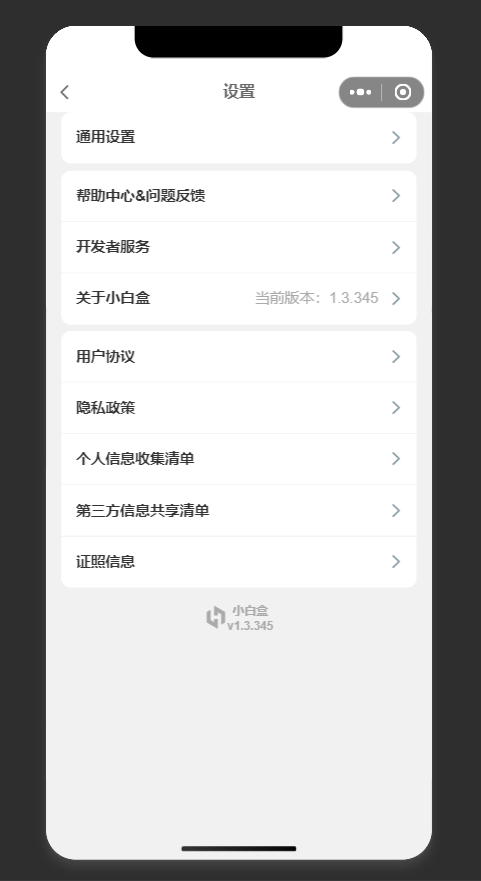 设置
通用设置
帮助中心&问题反馈
开发者服务
关于小白盒 当前版本：1.3.345
用户协议
隐私政策
个人信息收集清单
第三方信息共享清单
证照信息
小白盒
v1.3.345